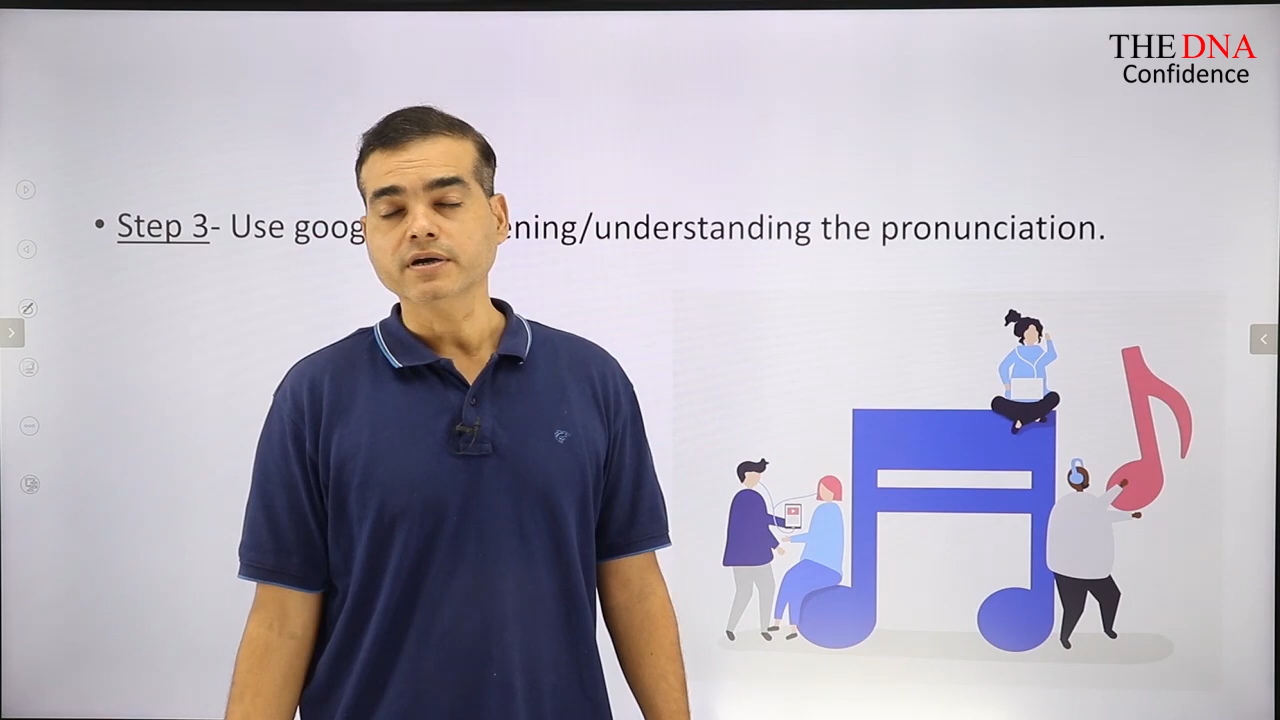 THE DNA
Confidence
• Step 3- Use goog ening/understanding the pronunciation.